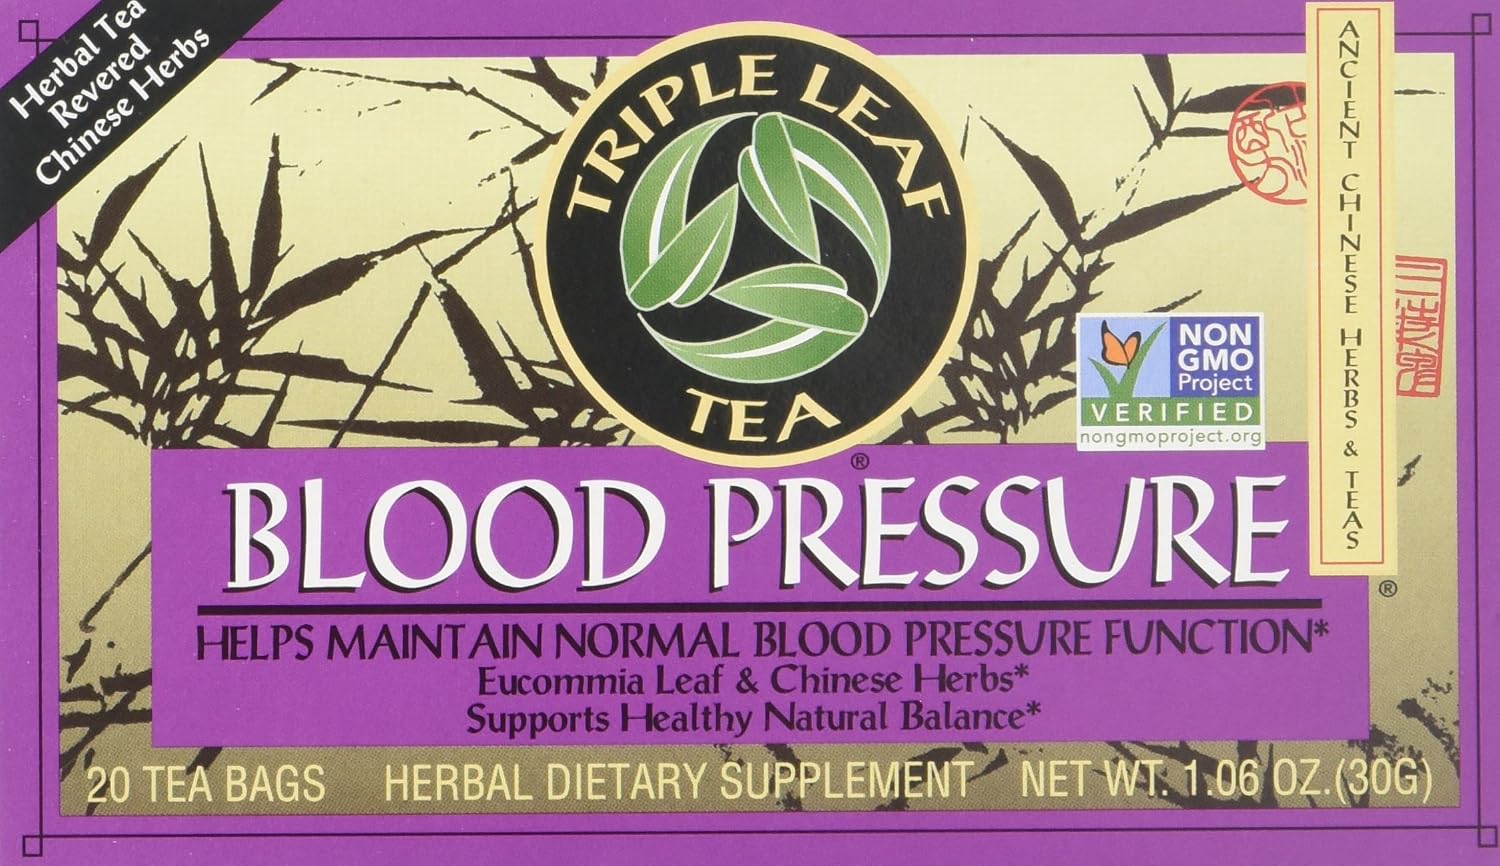 Herbal Tea
Revered
Chinese Herbs
TRIPLE LEAF
TEA
®
ANCIENT CHINESE HERBS & TEAS
NON
GMO
Project
VERIFIED
nongmoproject.org
BLOOD PRESSURE
®
HELPS MAINTAIN NORMAL BLOOD PRESSURE FUNCTION*
Eucommia Leaf & Chinese Herbs*
Supports Healthy Natural Balance*
20 TEA BAGS HERBAL DIETARY SUPPLEMENT NET WT. 1.06 OZ.(30G)